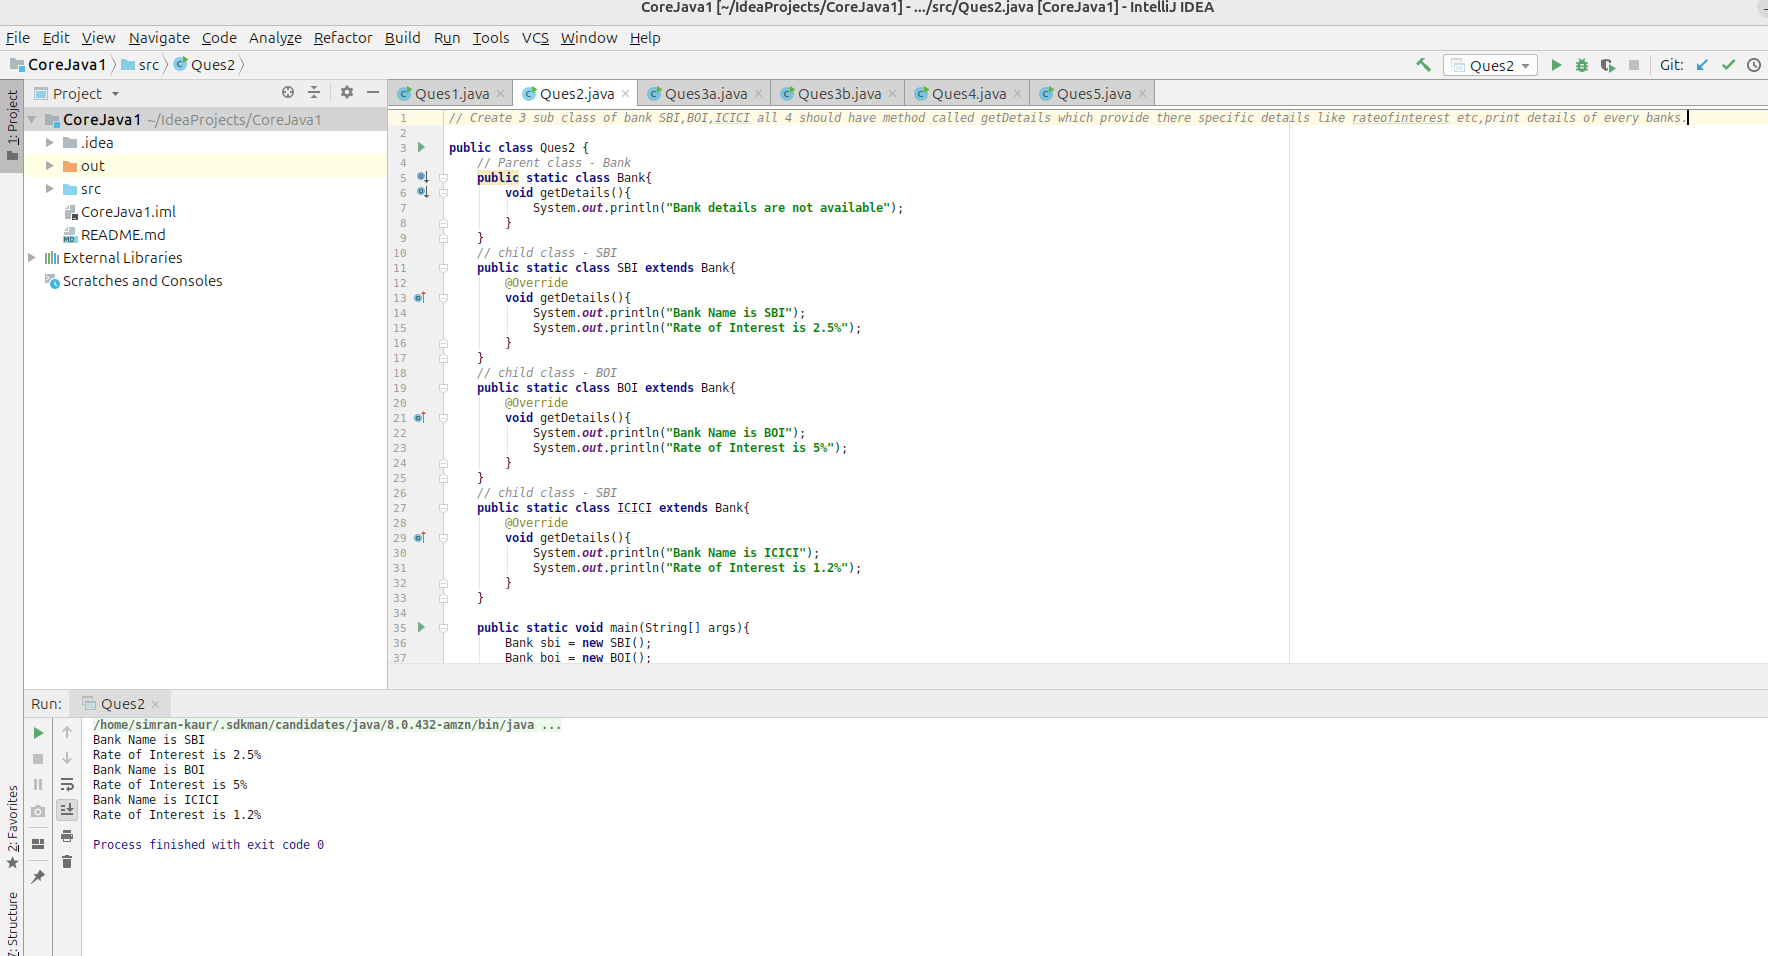 CoreJava1 [~/IdeaProjects/CoreJava1] - .../src/Ques2.java [CoreJava1] - IntelliJ IDEA
File Edit View Navigate Code Analyze Refactor Build Run Tools VCS Window Help
CoreJava1 src Ques2
Ques2 Git:
1: Project
Project
Ques1.java Ques2.java Ques3a.java Ques3b.java Ques4.java Ques5.java
CoreJava1 ~/IdeaProjects/CoreJava1
.idea
out
src
CoreJava1.iml
README.md
External Libraries
Scratches and Consoles
1 // Create 3 sub class of bank SBI,BOI,ICICI all 4 should have method called getDetails which provide there specific details like rateofinterest etc,print details of every banks.
2
3 public class Ques2 {
4 // Parent class - Bank
5 public static class Bank{
6 void getDetails(){
7 System.out.println("Bank details are not available");
8 }
9 }
10 // child class - SBI
11 public static class SBI extends Bank{
12 @Override
13 void getDetails(){
14 System.out.println("Bank Name is SBI");
15 System.out.println("Rate of Interest is 2.5%");
16 }
17 }
18 // child class - BOI
19 public static class BOI extends Bank{
20 @Override
21 void getDetails(){
22 System.out.println("Bank Name is BOI");
23 System.out.println("Rate of Interest is 5%");
24 }
25 }
26 // child class - SBI
27 public static class ICICI extends Bank{
28 @Override
29 void getDetails(){
30 System.out.println("Bank Name is ICICI");
31 System.out.println("Rate of Interest is 1.2%");
32 }
33 }
34
35 public static void main(String[] args){
36 Bank sbi = new SBI();
37 Bank boi = new BOI();
Run: Ques2
/home/simran-kaur/.sdkman/candidates/java/8.0.432-amzn/bin/java ...
Bank Name is SBI
Rate of Interest is 2.5%
Bank Name is BOI
Rate of Interest is 5%
Bank Name is ICICI
Rate of Interest is 1.2%
Process finished with exit code 0
2: Favorites
7: Structure